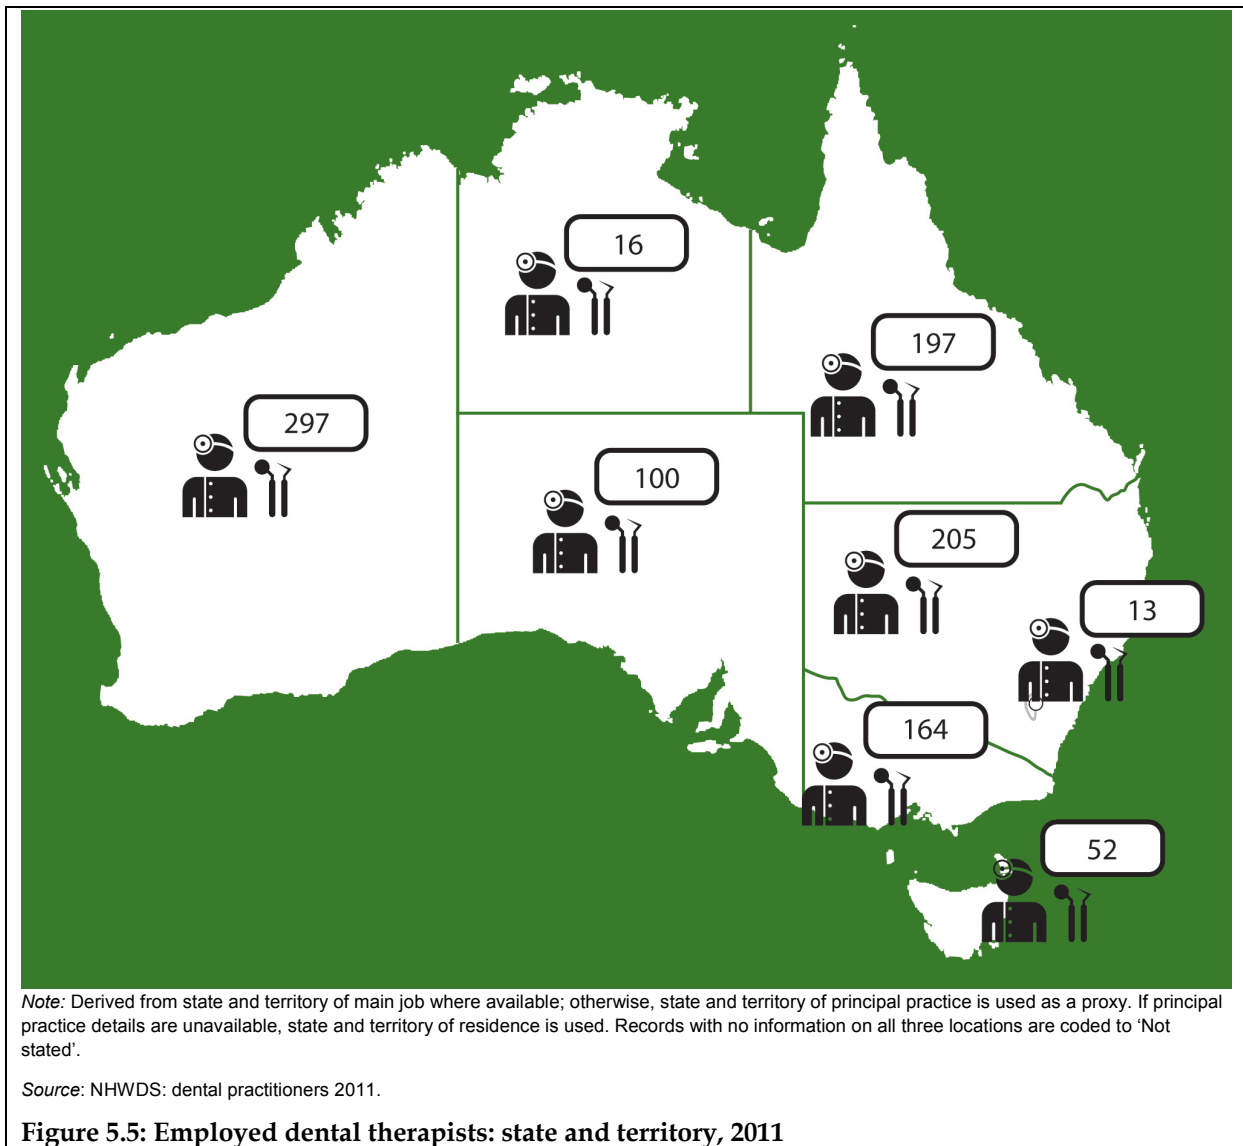 16
197
297
100
205
13
164
52
Note: Derived from state and territory of main job where available; otherwise, state and territory of principal practice is used as a proxy. If principal
practice details are unavailable, state and territory of residence is used. Records with no information on all three locations are coded to ‘Not
stated’.
Source: NHWDS: dental practitioners 2011.
Figure 5.5: Employed dental therapists: state and territory, 2011